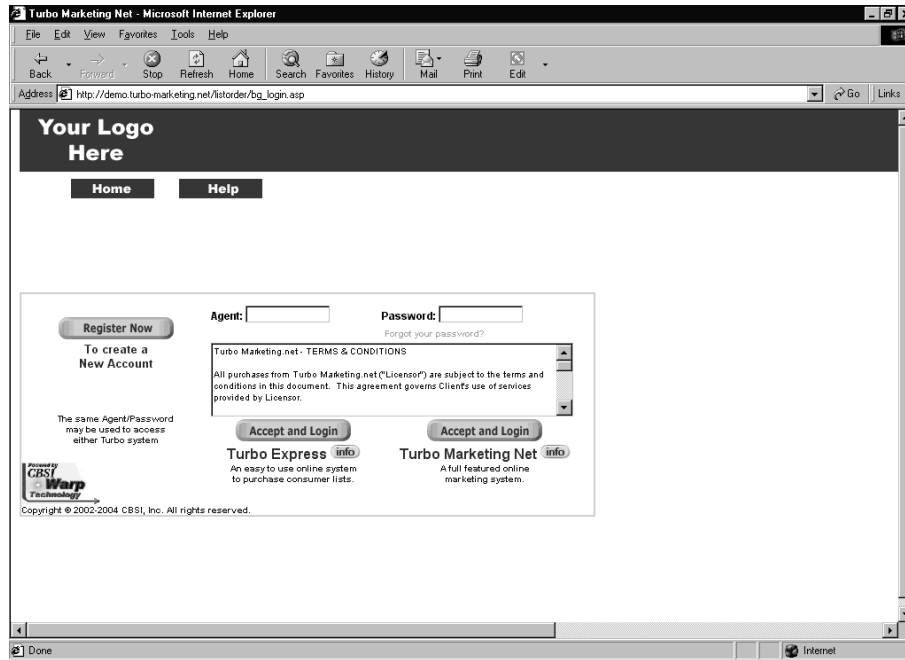 Turbo Marketing Net - Microsoft Internet Explorer
File Edit View Favorites Tools Help
Back Forward Stop Refresh Home Search Favorites History Mail Print Edit
Address http://demo.turbo-marketing.net/listorder/bg_login.asp Go Links
Your Logo
Here
Home Help
Agent: Password:
Forgot your password?
Register Now
To create a
New Account
The same Agent/Password
may be used to access
either Turbo system
Turbo Marketing.net - TERMS & CONDITIONS
All purchases from Turbo Marketing.net ("Licensor") are subject to the terms and
conditions in this document. This agreement governs Client's use of services
provided by Licensor.
Accept and Login
Turbo Express info
An easy to use online system
to purchase consumer lists.
Accept and Login
Turbo Marketing Net info
A full featured online
marketing system.
Powered by
CBSI
Warp
Technology
Copyright © 2002-2004 CBSI, Inc. All rights reserved.
Done Internet